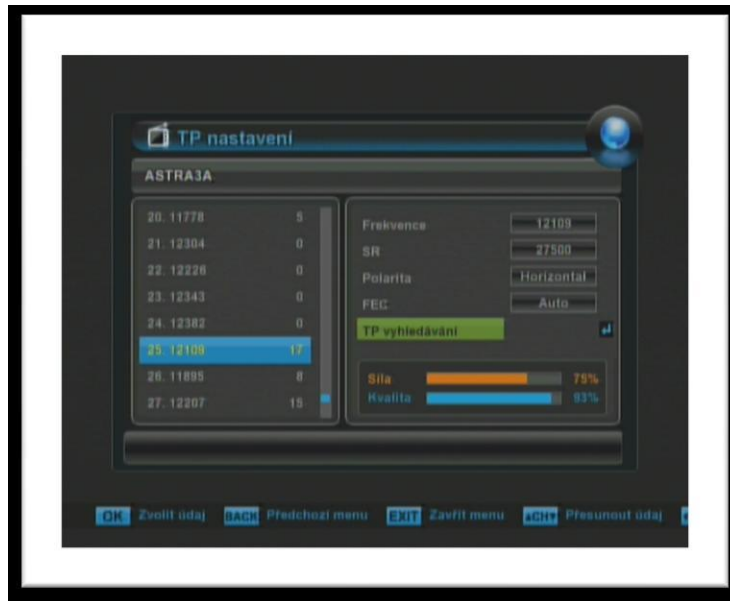 TP nastavení
ASTRA3A
20. 11778 5
21. 12304 0
22. 12226 0
23. 12343 0
24. 12382 0
25. 12109 17
26. 11895 8
27. 12207 15
Frekvence 12109
SR 27500
Polarita Horizontal
FEC Auto
TP vyhledávání
Síla 75%
Kvalita 93%
OK Zvolit údaj BACK Předchozí menu EXIT Zavřít menu ▲CH▼ Přesunout údaj